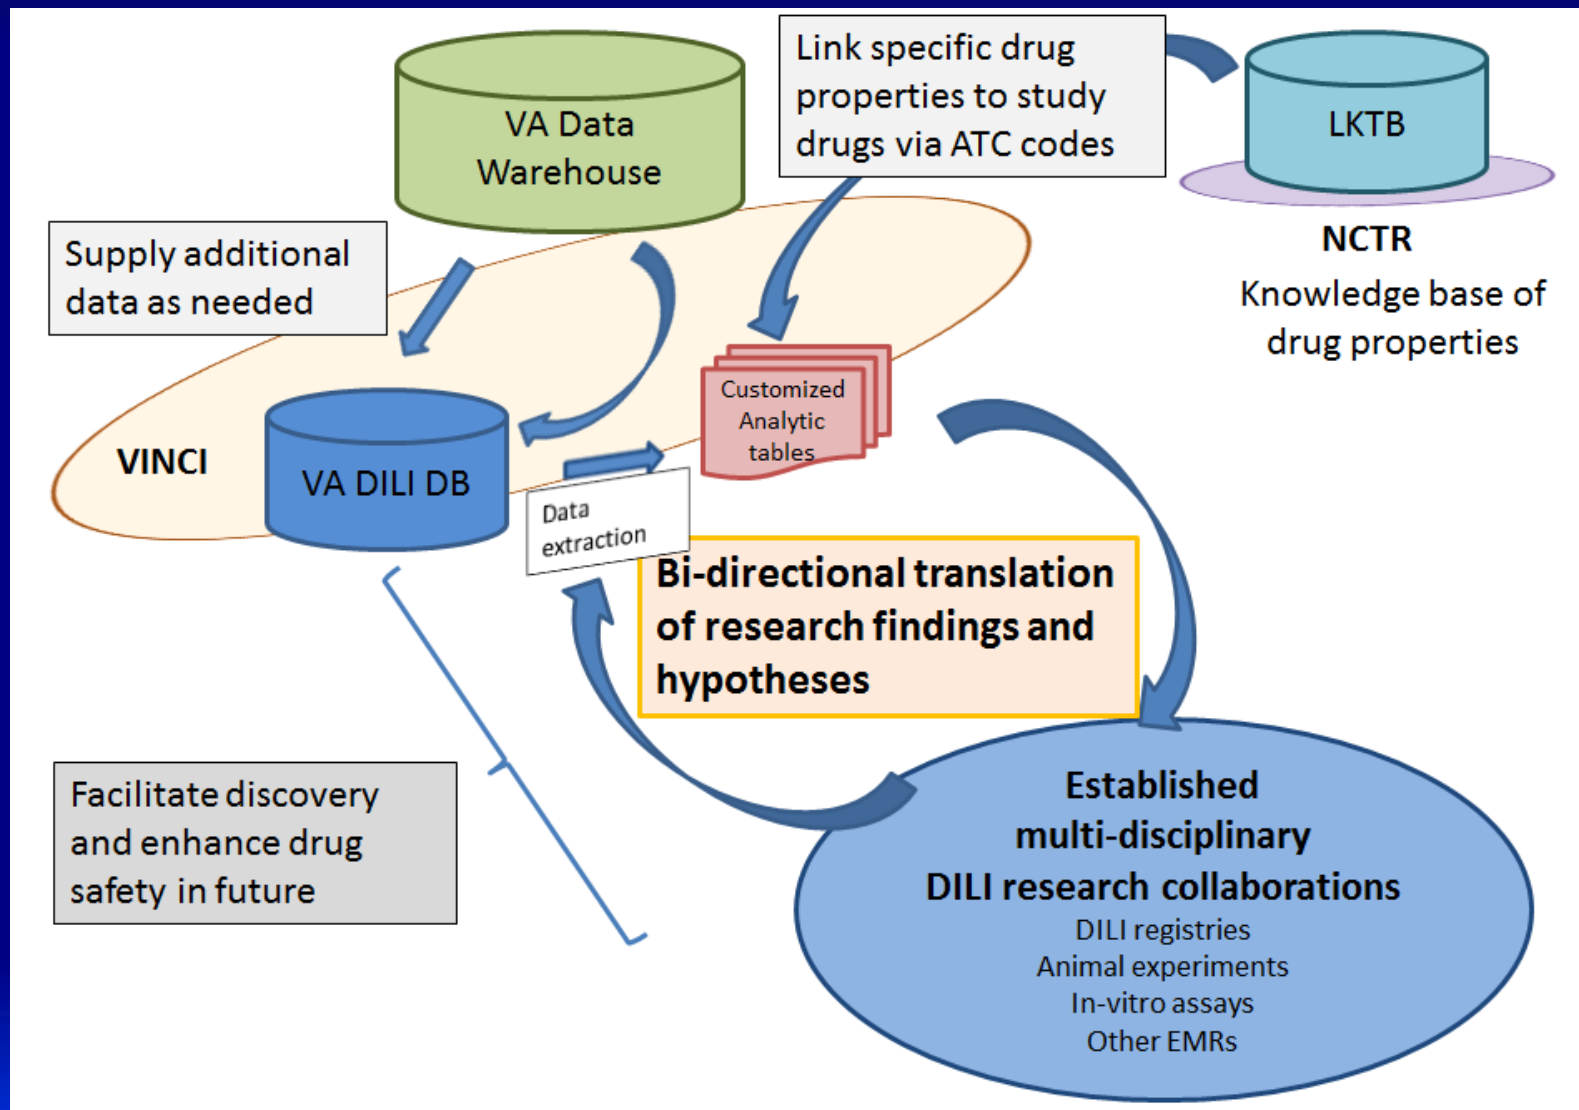 VA Data
Warehouse
Link specific drug
properties to study
drugs via ATC codes
LKTB
NCTR
Knowledge base of
drug properties
Supply additional
data as needed
Customized
Analytic
tables
VINCI
VA DILI DB
Data
extraction
Bi-directional translation
of research findings and
hypotheses
Facilitate discovery
and enhance drug
safety in future
Established
multi-disciplinary
DILI research collaborations
DILI registries
Animal experiments
In-vitro assays
Other EMRs